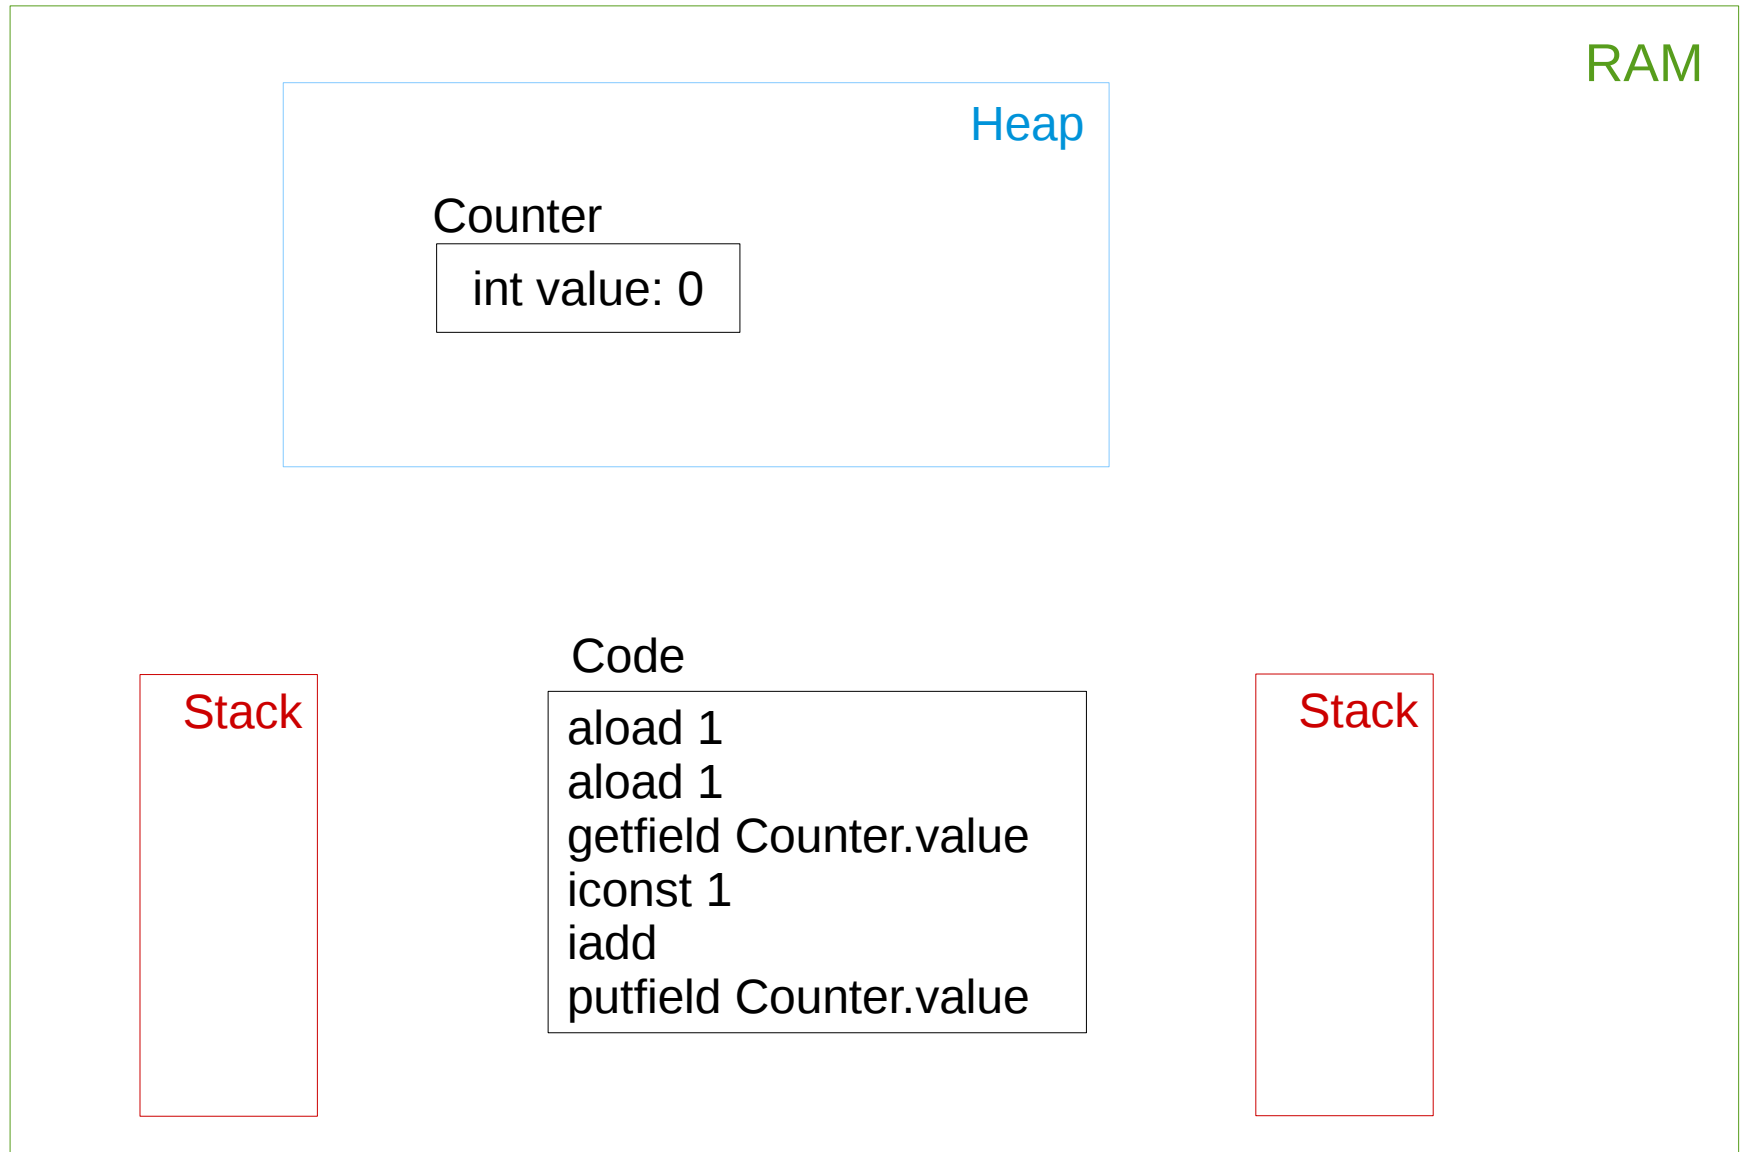 RAM
Heap
Counter
int value: 0
Code
Stack
aload 1
aload 1
getfield Counter.value
iconst 1
iadd
putfield Counter.value
Stack